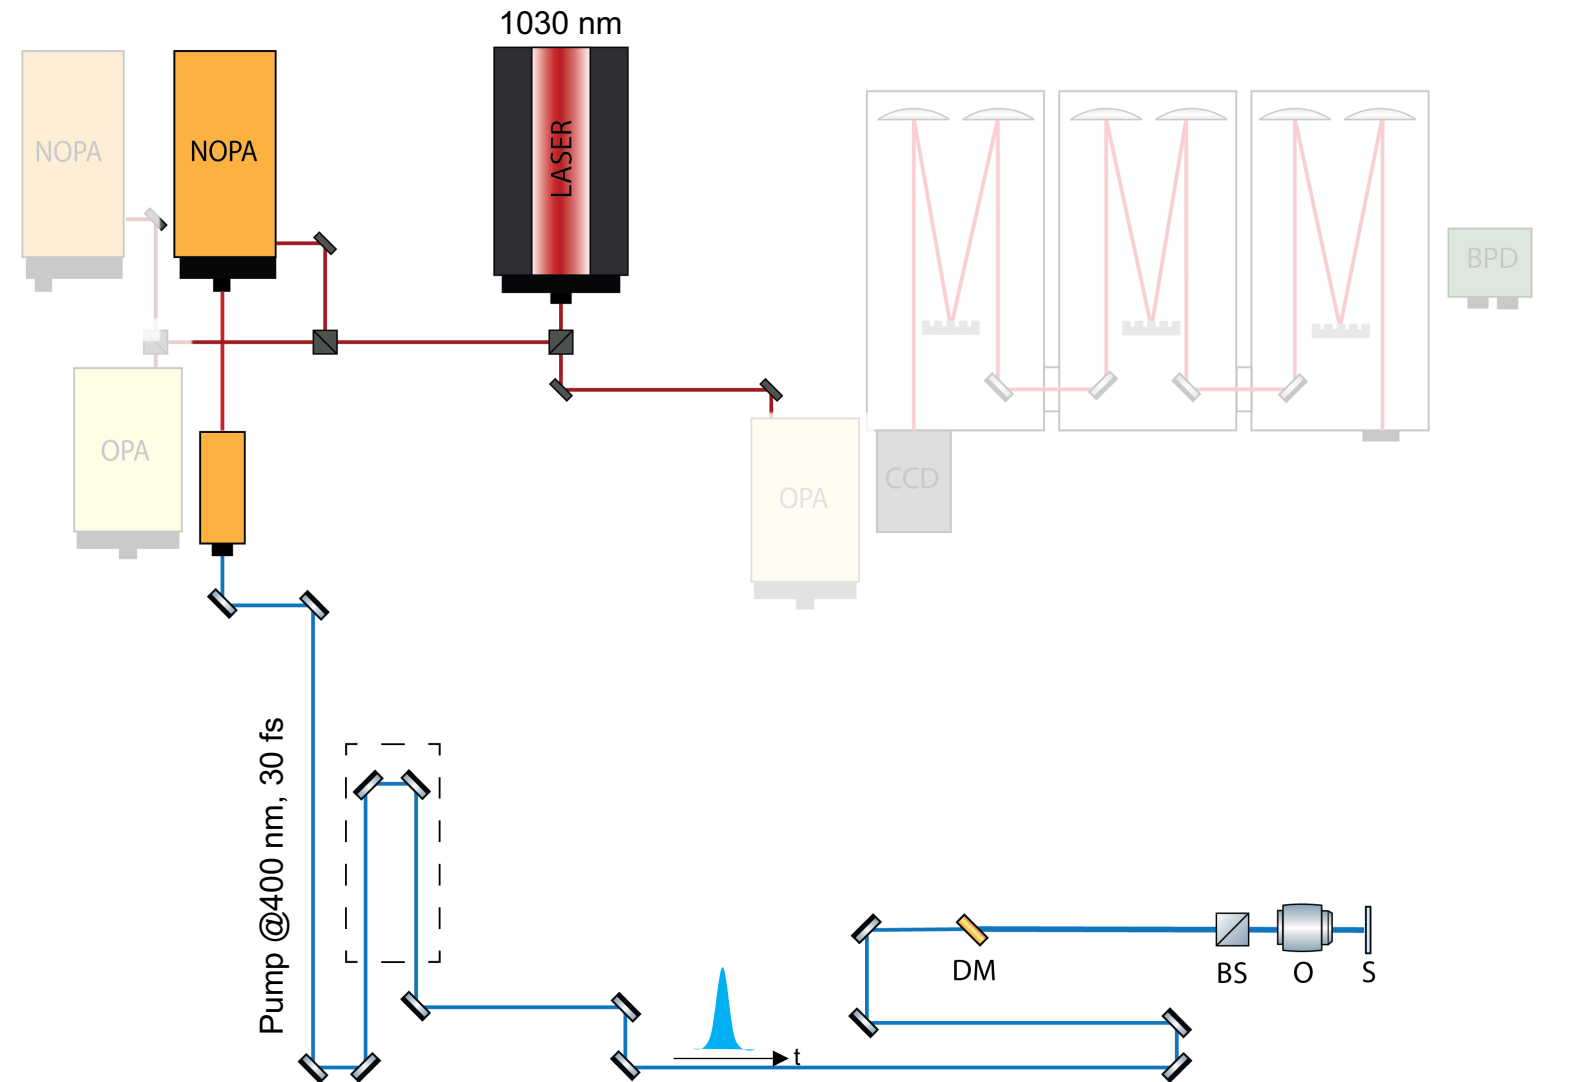 1030 nm
NOPA
NOPA
LASER
BPD
OPA
OPA
CCD
Pump @400 nm, 30 fs
DM
BS
O
S
t